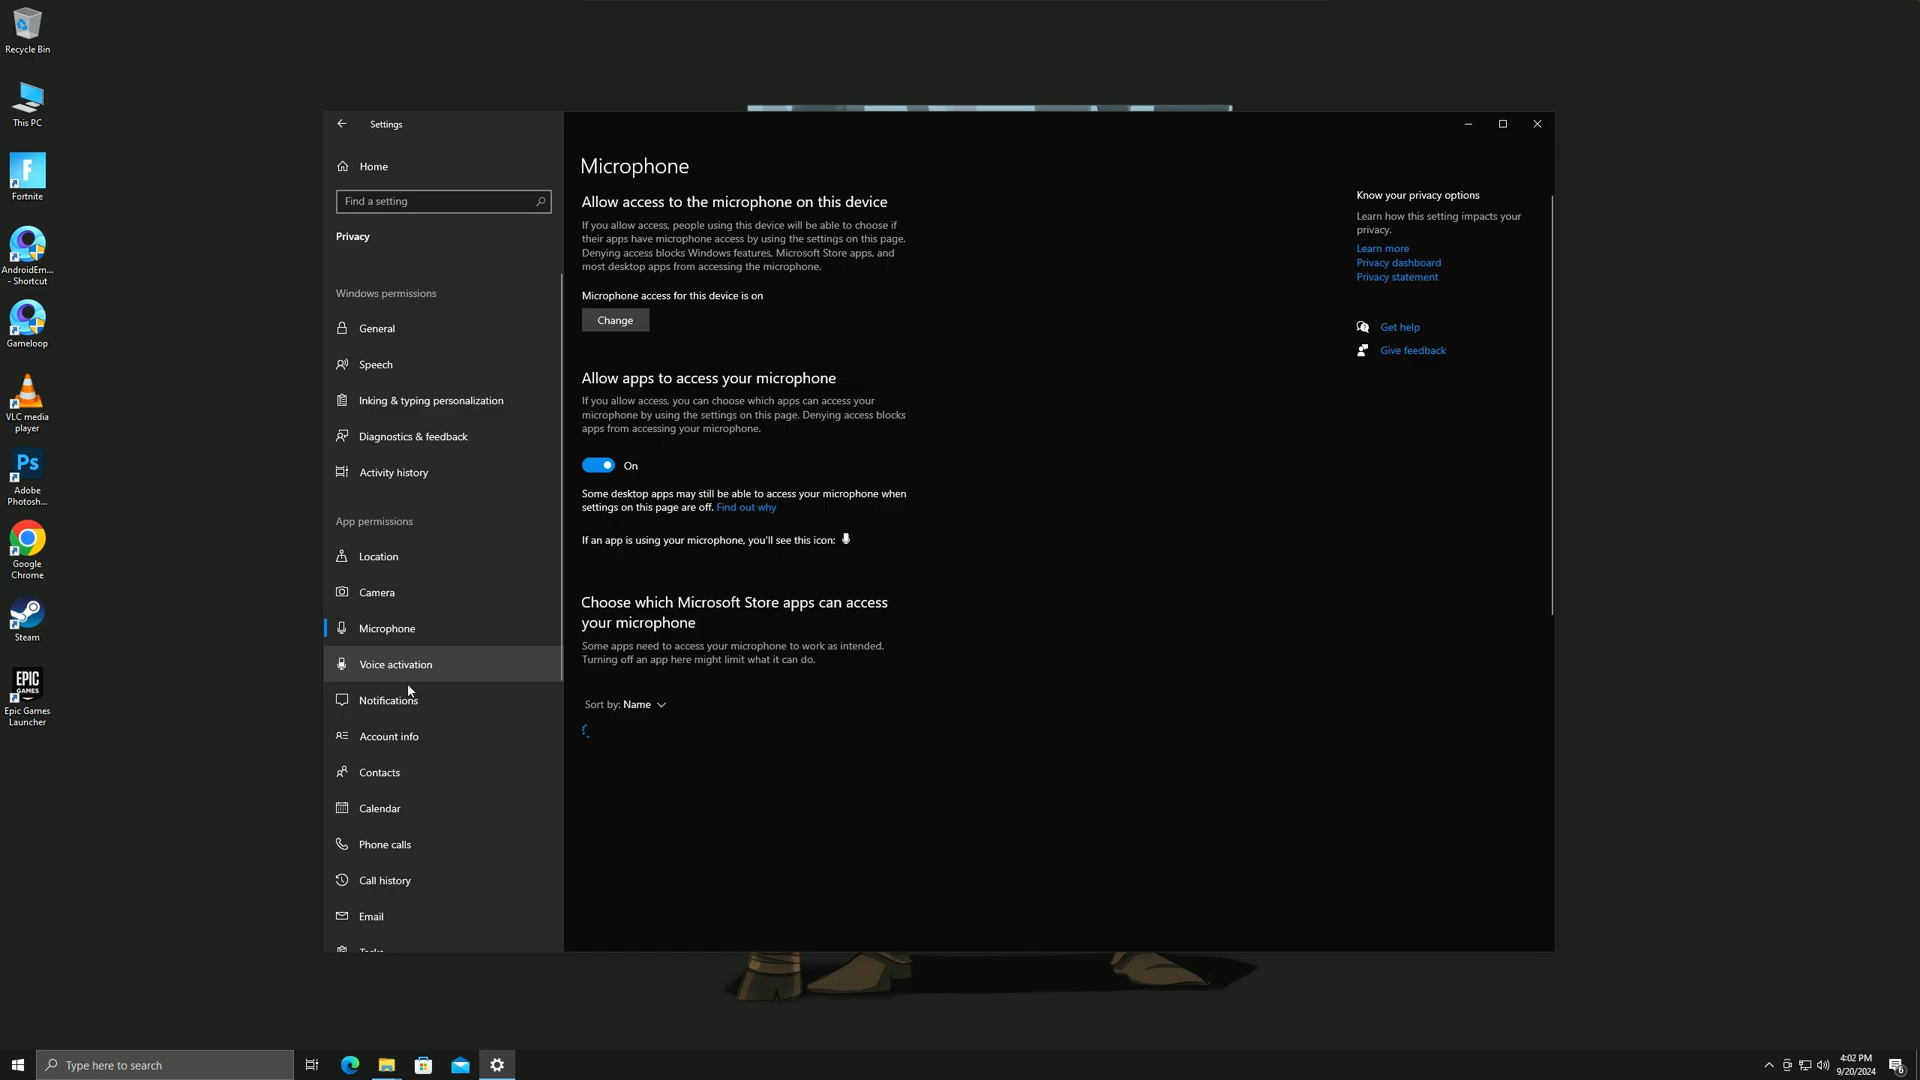 Recycle Bin
This PC
Fortnite
AndroidEm...
- Shortcut
Gameloop
VLC media
player
Ps
Adobe
Photosh...
Google
Chrome
Steam
EPIC
GAMES
Epic Games
Launcher
Settings
Home
Find a setting
Privacy
Windows permissions
General
Speech
Inking & typing personalization
Diagnostics & feedback
Activity history
App permissions
Location
Camera
Microphone
Voice activation
Notifications
Account info
Contacts
Calendar
Phone calls
Call history
Email
Microphone
Allow access to the microphone on this device
If you allow access, people using this device will be able to choose if
their apps have microphone access by using the settings on this page.
Denying access blocks Windows features, Microsoft Store apps, and
most desktop apps from accessing the microphone.
Microphone access for this device is on
Change
Allow apps to access your microphone
If you allow access, you can choose which apps can access your
microphone by using the settings on this page. Denying access blocks
apps from accessing your microphone.
On
Some desktop apps may still be able to access your microphone when
settings on this page are off. Find out why
If an app is using your microphone, you'll see this icon:
Choose which Microsoft Store apps can access
your microphone
Some apps need to access your microphone to work as intended.
Turning off an app here might limit what it can do.
Sort by: Name
Know your privacy options
Learn how this setting impacts your
privacy.
Learn more
Privacy dashboard
Privacy statement
Get help
Give feedback
Type here to search
4:02 PM
9/20/2024
6